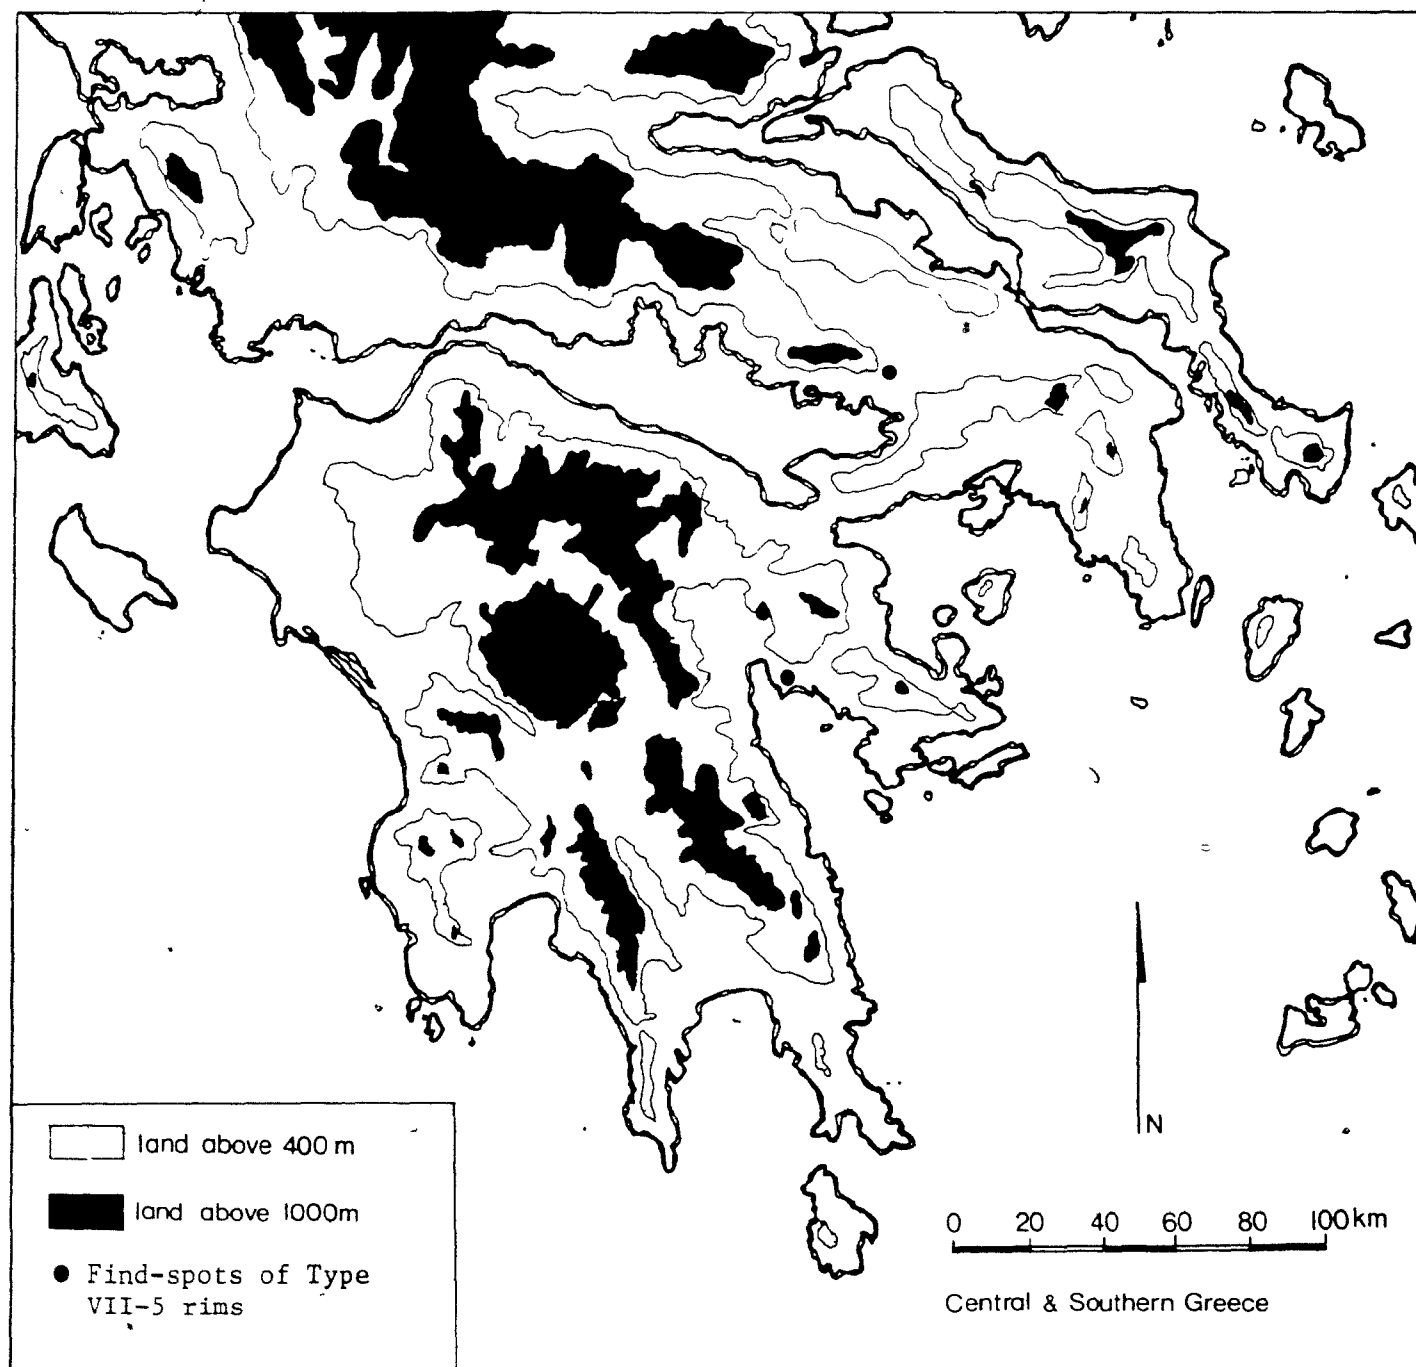 land above 400 m
land above 1000m
Find-spots of Type
VII-5 rims
N
0 20 40 60 80 100km
Central & Southern Greece